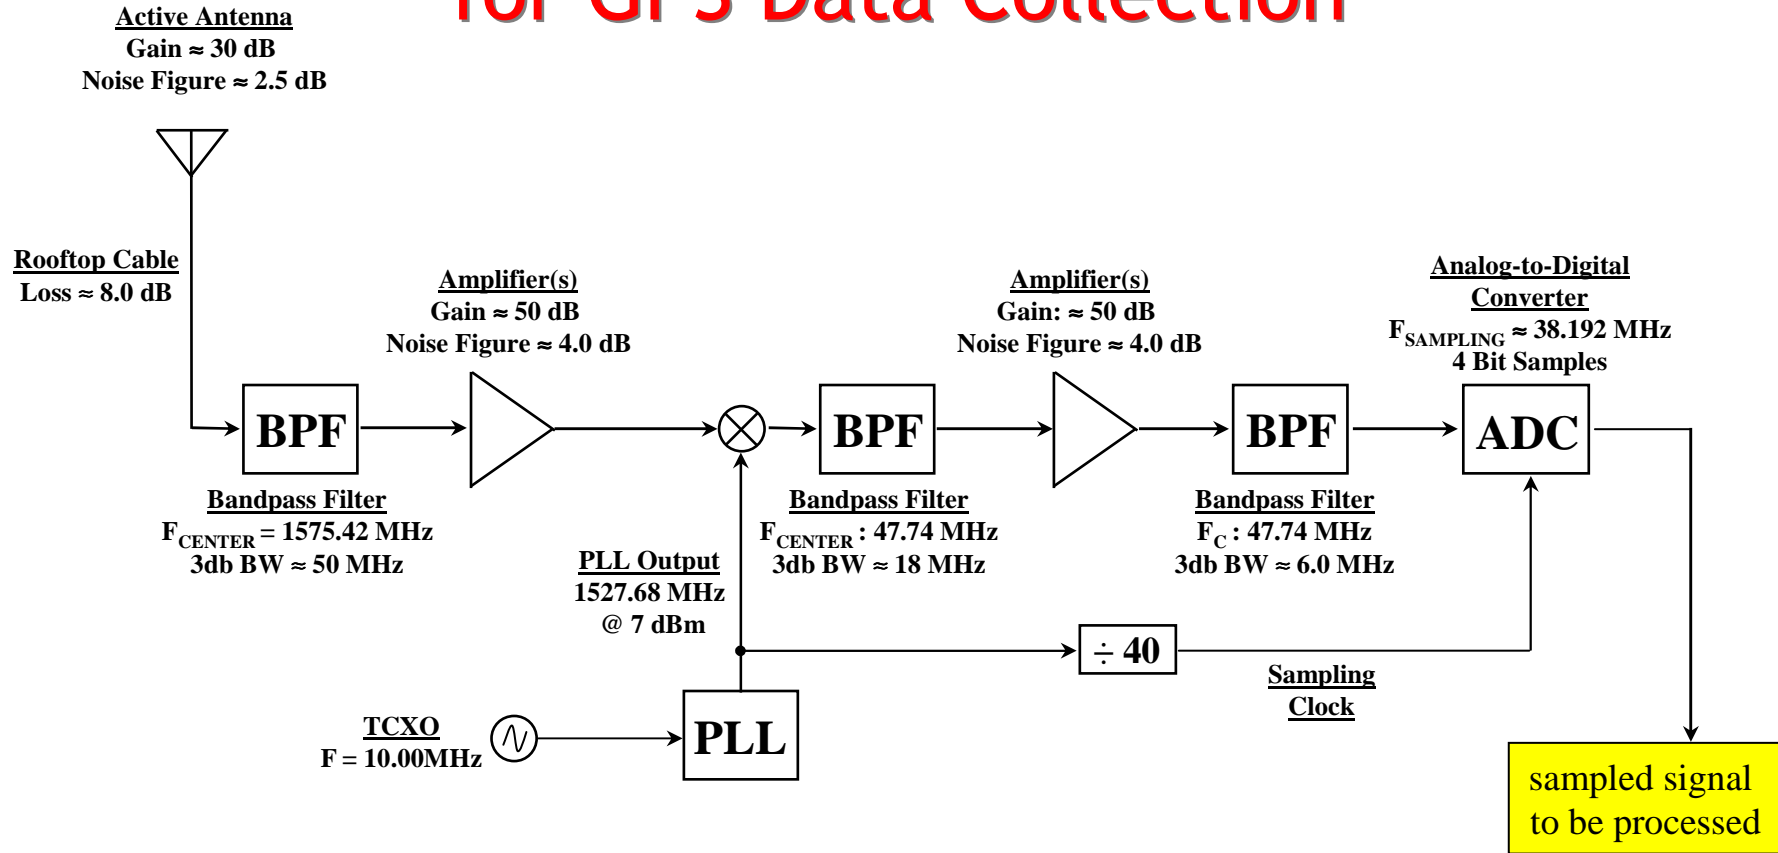 for GPS Data Collection
Active Antenna
Gain ≈ 30 dB
Noise Figure ≈ 2.5 dB
Rooftop Cable
Loss ≈ 8.0 dB
Amplifier(s)
Gain ≈ 50 dB
Noise Figure ≈ 4.0 dB
Amplifier(s)
Gain: ≈ 50 dB
Noise Figure ≈ 4.0 dB
Analog-to-Digital
Converter
FSAMPLING ≈ 38.192 MHz
4 Bit Samples
BPF
BPF
BPF
ADC
Bandpass Filter
FCENTER = 1575.42 MHz
3db BW ≈ 50 MHz
PLL Output
1527.68 MHz
@ 7 dBm
Bandpass Filter
FCENTER : 47.74 MHz
3db BW ≈ 18 MHz
Bandpass Filter
FC : 47.74 MHz
3db BW ≈ 6.0 MHz
÷ 40
Sampling
Clock
TCXO
F = 10.00MHz
PLL
sampled signal
to be processed